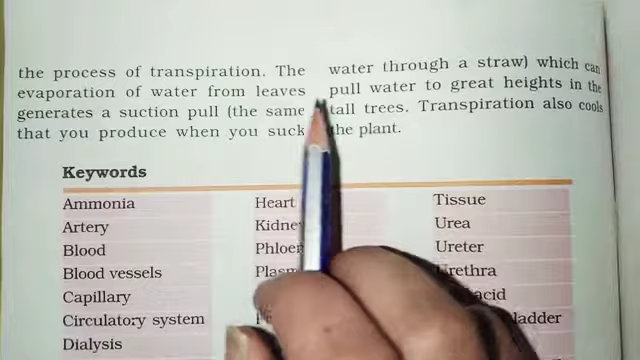 the process of transpiration. The
evaporation of water from leaves
generates a suction pull (the same
that you produce when you suck
water through a straw) which can
pull water to great heights in the
tall trees. Transpiration also cools
the plant.
Keywords
Ammonia
Artery
Blood
Blood vessels
Capillary
Circulatory system
Dialysis
Heart
Tissue
Urea
Ureter
Urethra